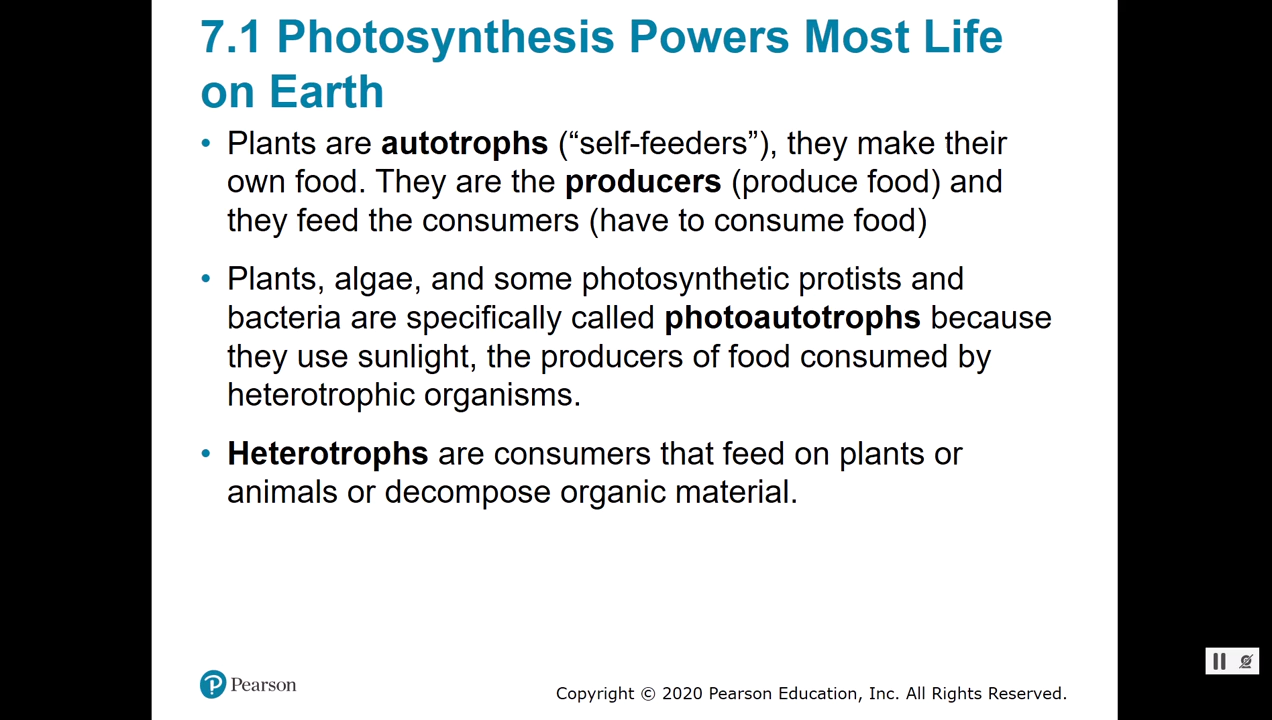 7.1 Photosynthesis Powers Most Life
on Earth
• Plants are autotrophs (“self-feeders”), they make their
own food. They are the producers (produce food) and
they feed the consumers (have to consume food)
• Plants, algae, and some photosynthetic protists and
bacteria are specifically called photoautotrophs because
they use sunlight, the producers of food consumed by
heterotrophic organisms.
• Heterotrophs are consumers that feed on plants or
animals or decompose organic material.
P Pearson
Copyright © 2020 Pearson Education, Inc. All Rights Reserved.